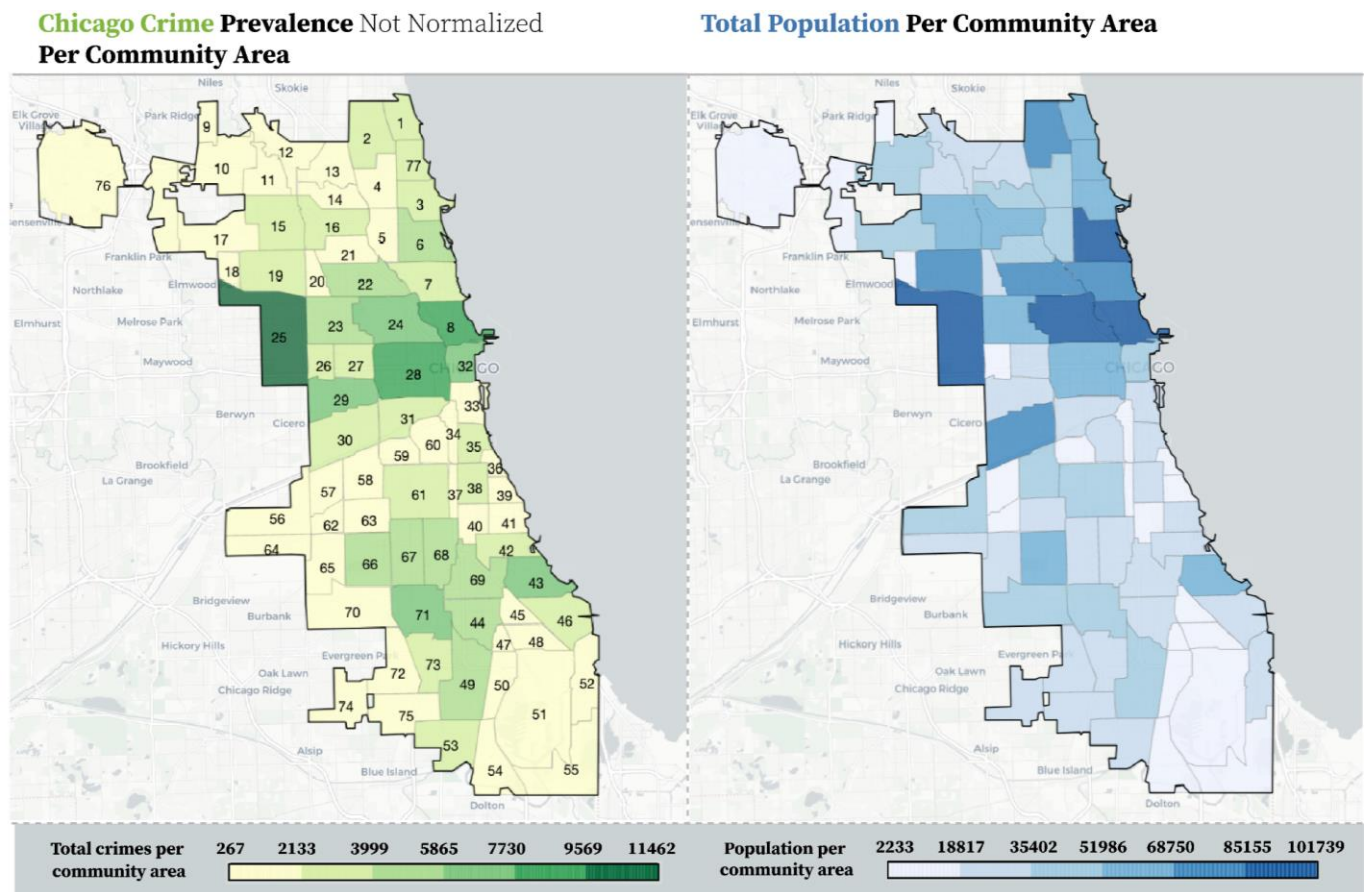 Chicago Crime Prevalence Not Normalized
Per Community Area
Total Population Per Community Area
Niles
Skokie
Elk Grove
Park Ridge
9
1
2
12
10
77
13
76
11
4
14
3
15
16
17
5
6
21
Franklin Park
18
19
20
22
7
Elmwood
Northlake
Elmhurst
Melrose Park
23
24
8
25
Maywood
26
27
28
32
CHICAGO
29
33
Berwyn
31
Cicero
34
30
60
35
59
Brookfield
36
La Grange
58
57
61
37
38
39
56
62
63
40
41
64
67
68
42
65
66
69
43
Bridgeview
Burbank
70
71
44
45
46
Hickory Hills
47
48
Evergreen Park
73
Oak Lawn
72
Chicago Ridge
49
50
52
74
75
51
53
Alsip
54
55
Blue Island
Dolton
Niles
Skokie
Elk Grove
Park Ridge
Franklin Park
Elmwood
Northlake
Elmhurst
Melrose Park
Maywood
CHICAGO
Berwyn
Cicero
Brookfield
La Grange
Bridgeview
Burbank
Hickory Hills
Evergreen Park
Oak Lawn
Chicago Ridge
Alsip
Blue Island
Dolton
Total crimes per
community area
267 2133 3999 5865 7730 9569 11462
Population per
community area
2233 18817 35402 51986 68750 85155 101739